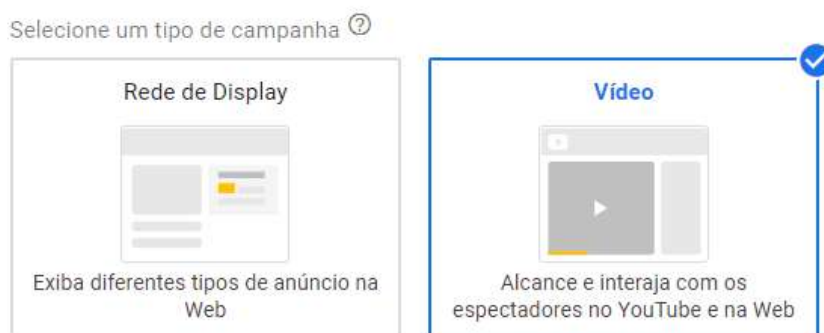 Selecione um tipo de campanha ?
Rede de Display
Exiba diferentes tipos de anúncio na
Web
Vídeo
Alcance e interaja com os
espectadores no YouTube e na Web